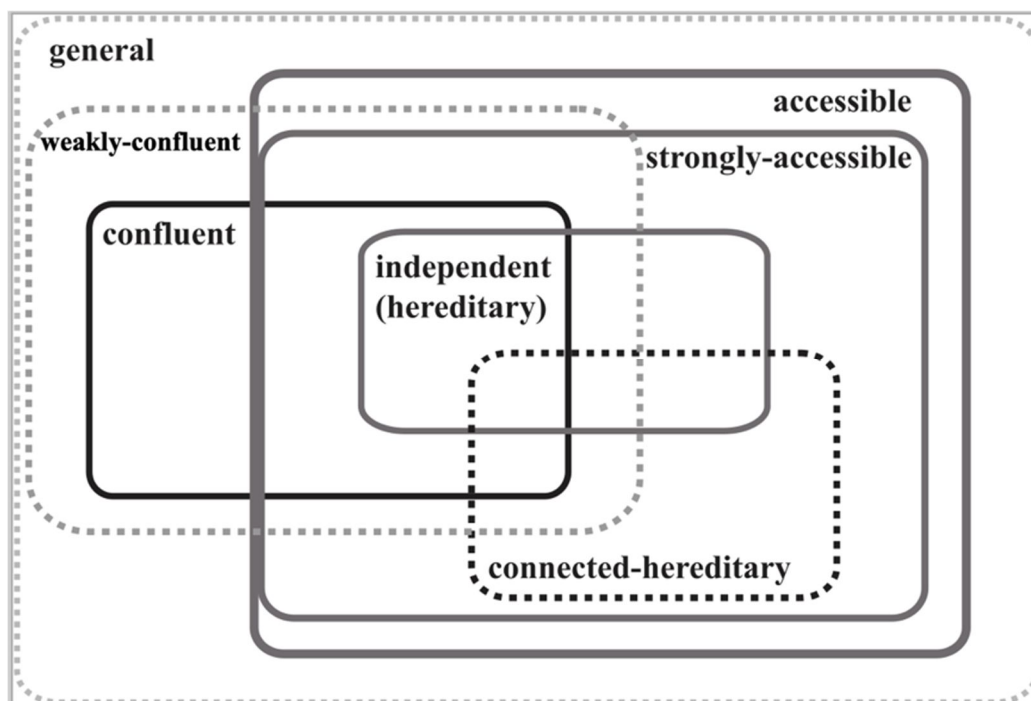 general
accessible
weakly-confluent
strongly-accessible
confluent
independent
(hereditary)
connected-hereditary